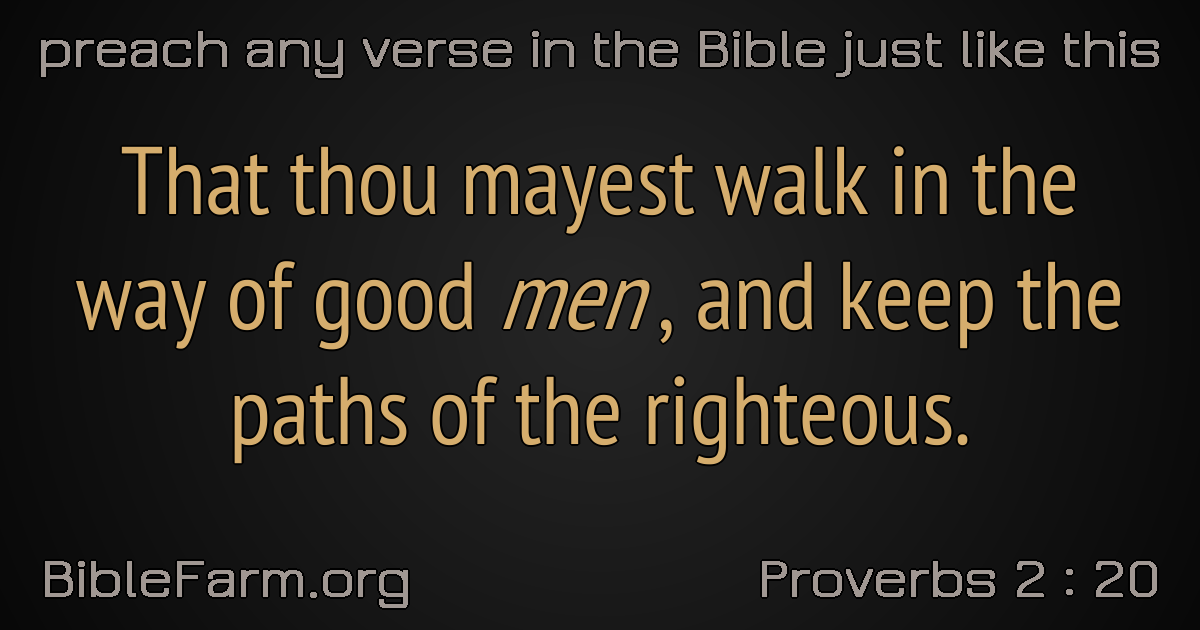 preach any verse in the Bible just like this
That thou mayest walk in the
way of good men, and keep the
paths of the righteous.
BibleFarm.org
Proverbs 2 : 20